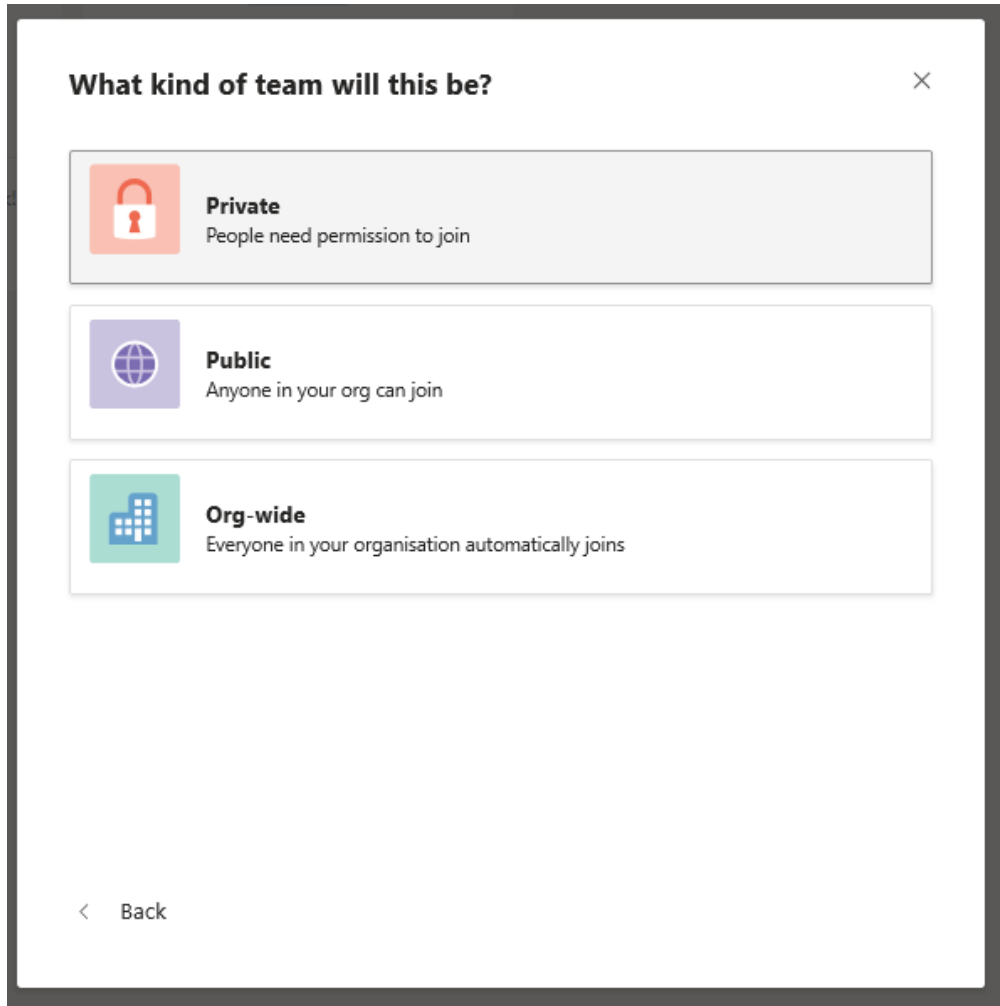 What kind of team will this be?
Private
People need permission to join
Public
Anyone in your org can join
Org-wide
Everyone in your organisation automatically joins
Back